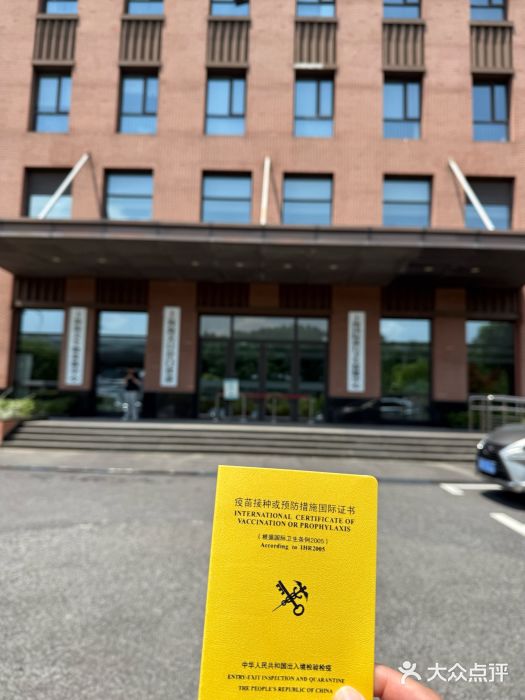 疫苗接种或预防措施国际证书
INTERNATIONAL CERTIFICATE OF
VACCINATION OR PROPHYLAXIS
(根据国际卫生条例2005)
According to IHR2005
中华人民共和国出入境检验检疫
ENTRY-EXIT INSPECTION AND QUARANTINE
THE PEOPLE'S REPUBLIC OF CHINA
大众点评